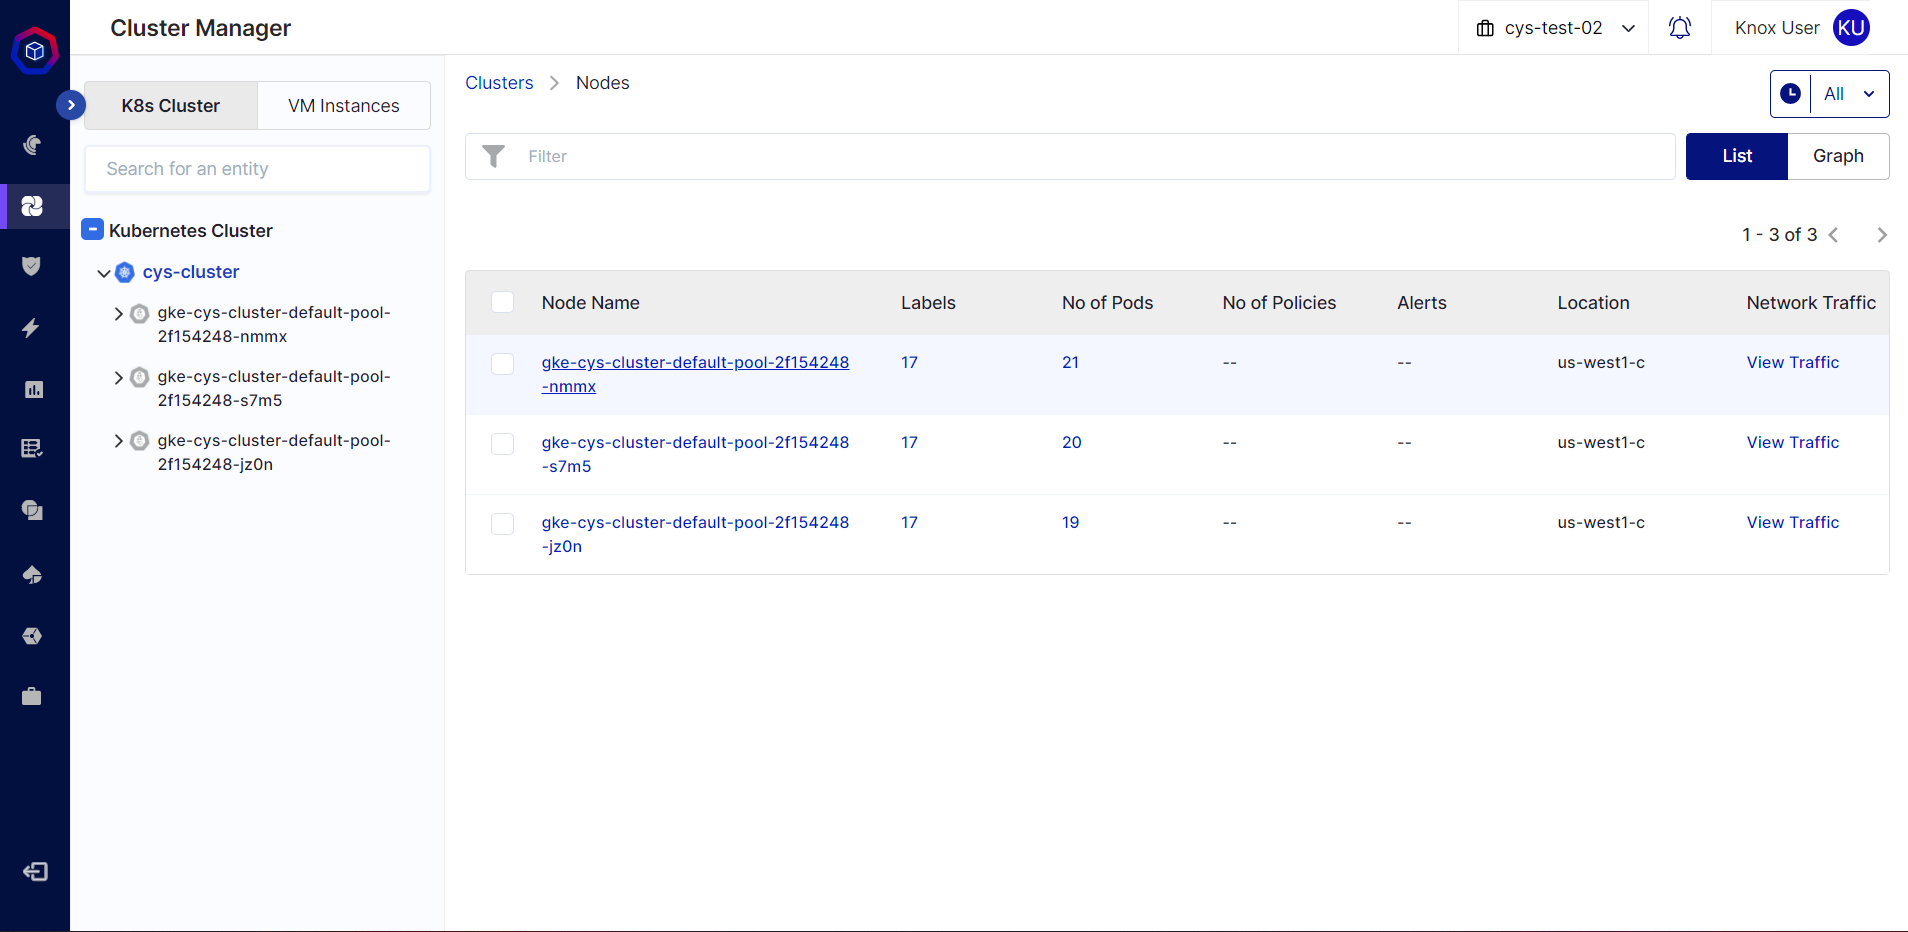 Cluster Manager
cys-test-02
Knox User
KU
K8s Cluster
VM Instances
Search for an entity
Kubernetes Cluster
cys-cluster
gke-cys-cluster-default-pool-
2f154248-nmmx
gke-cys-cluster-default-pool-
2f154248-s7m5
gke-cys-cluster-default-pool-
2f154248-jz0n
Clusters > Nodes
All
Filter
List
Graph
1 - 3 of 3
Node Name Labels No of Pods No of Policies Alerts Location Network Traffic
gke-cys-cluster-default-pool-2f154248 17 21 -- -- us-west1-c View Traffic
-nmmx
gke-cys-cluster-default-pool-2f154248 17 20 -- -- us-west1-c View Traffic
-s7m5
gke-cys-cluster-default-pool-2f154248 17 19 -- -- us-west1-c View Traffic
-jz0n